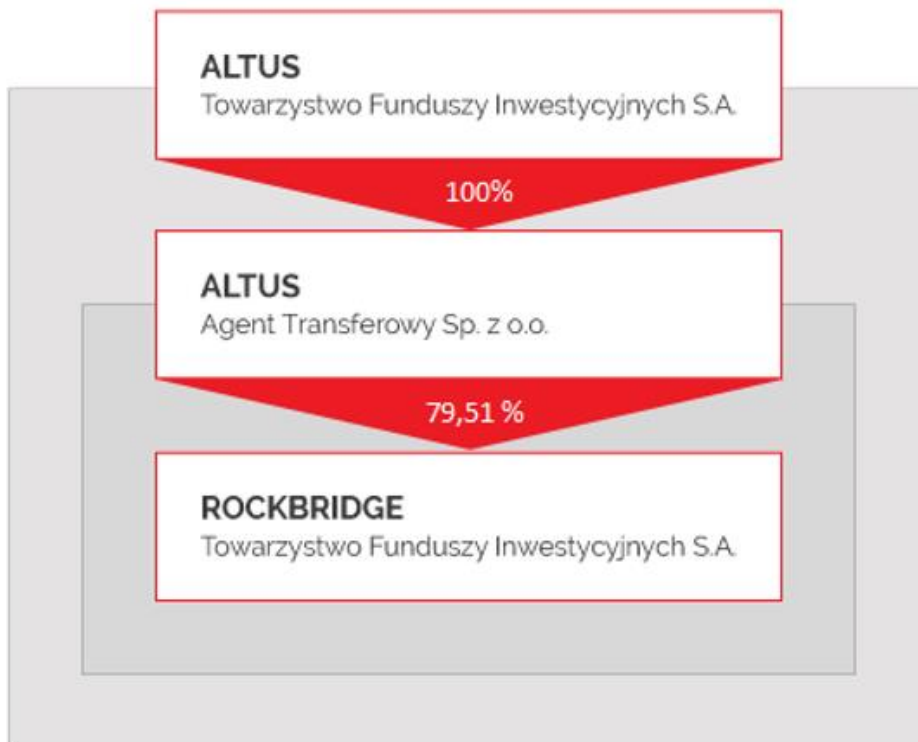 ALTUS
Towarzystwo Funduszy Inwestycyjnych S.A.
100%
ALTUS
Agent Transferowy Sp. z o.o.
79,51 %
ROCKBRIDGE
Towarzystwo Funduszy Inwestycyjnych S.A.